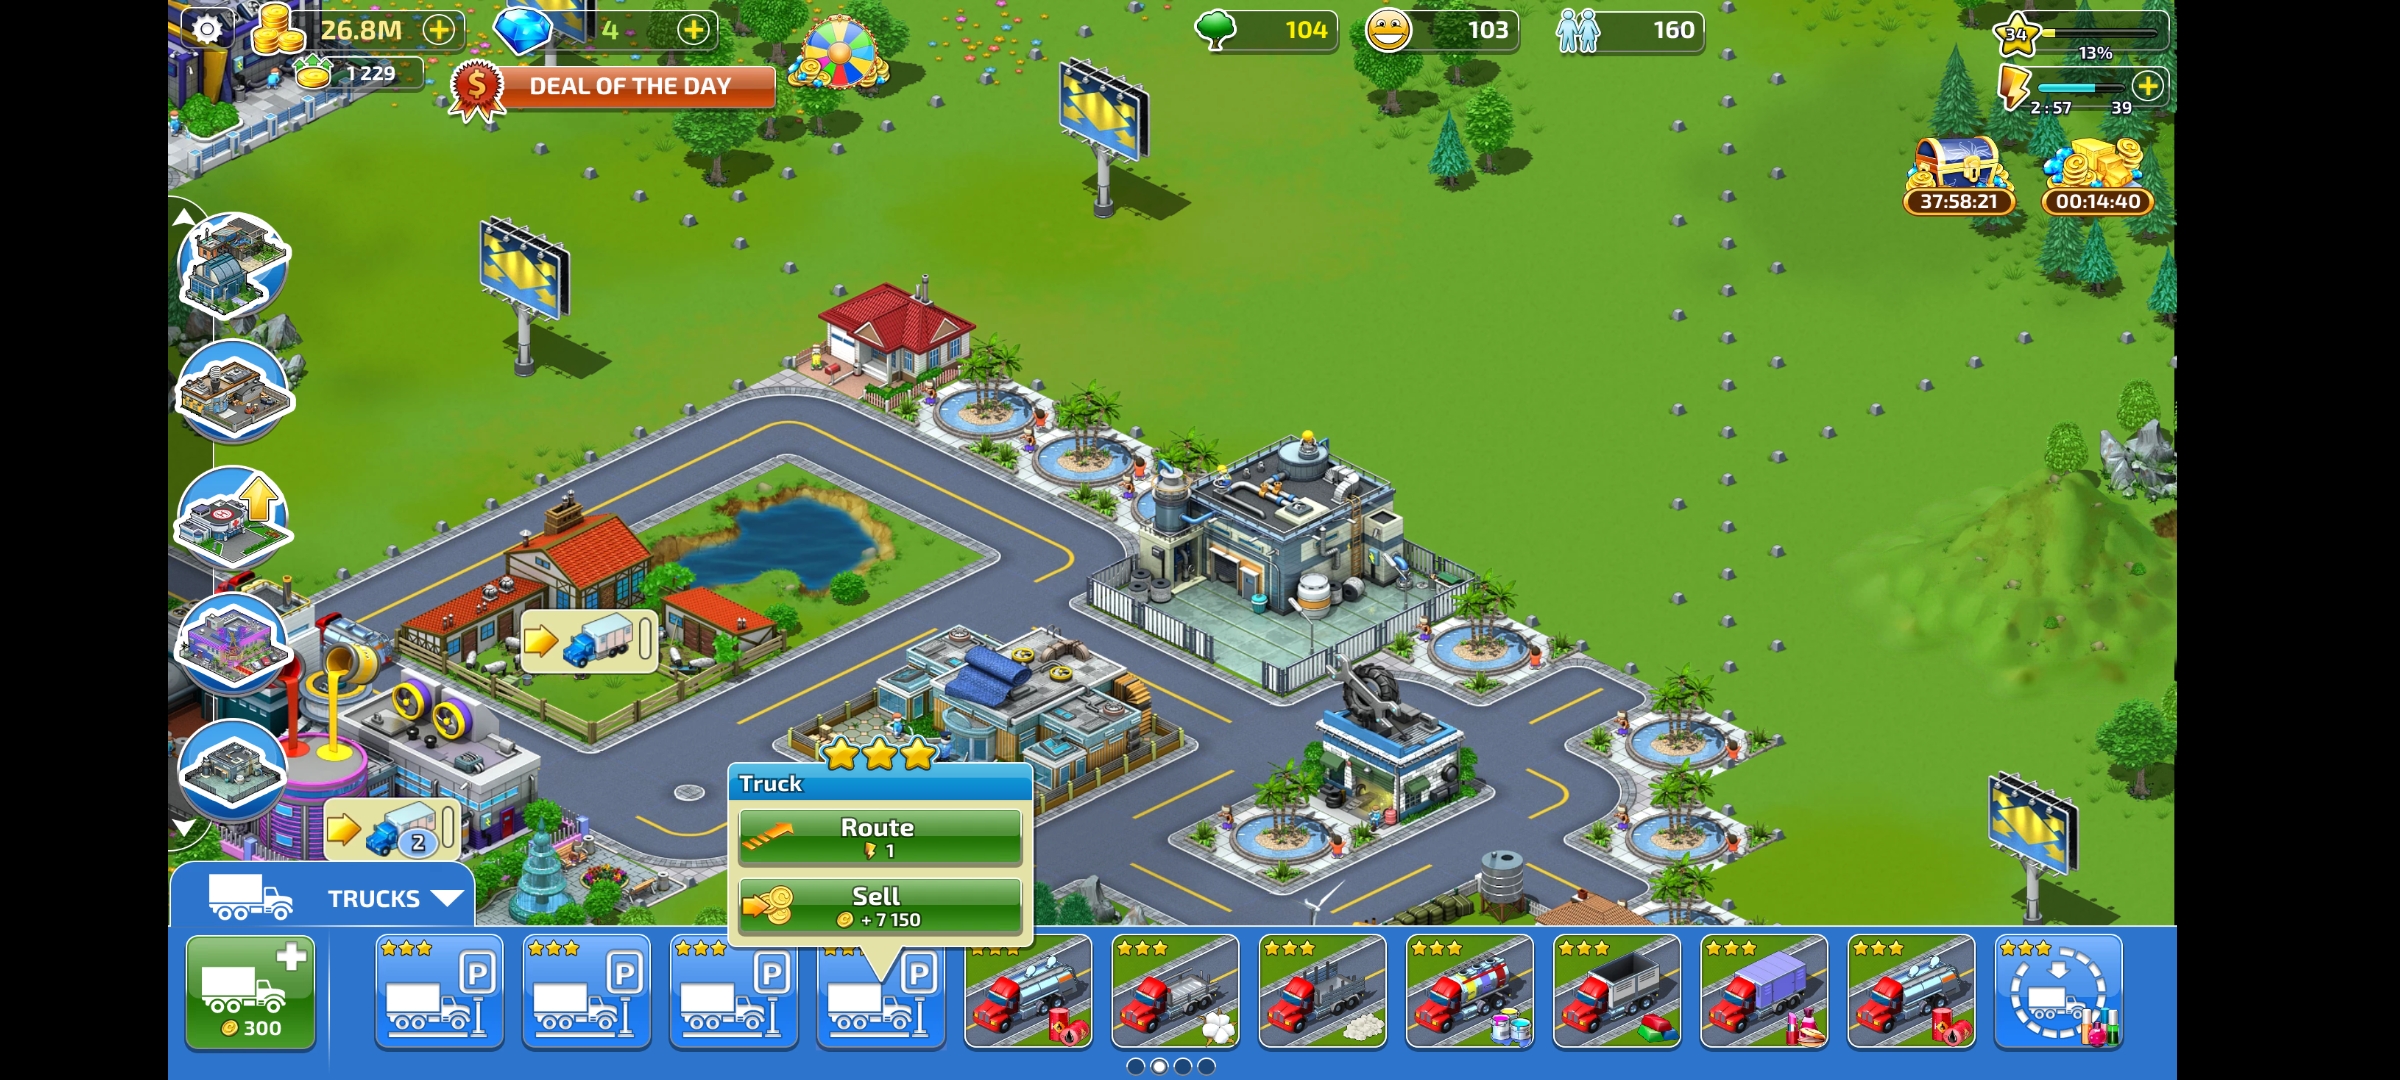 26.8M
4
104
103
160
34
13%
1 229
DEAL OF THE DAY
2:57
39
37:58:21
00:14:40
Truck
Route
1
2
TRUCKS
Sell
+ 7 150
300
P
P
P
P